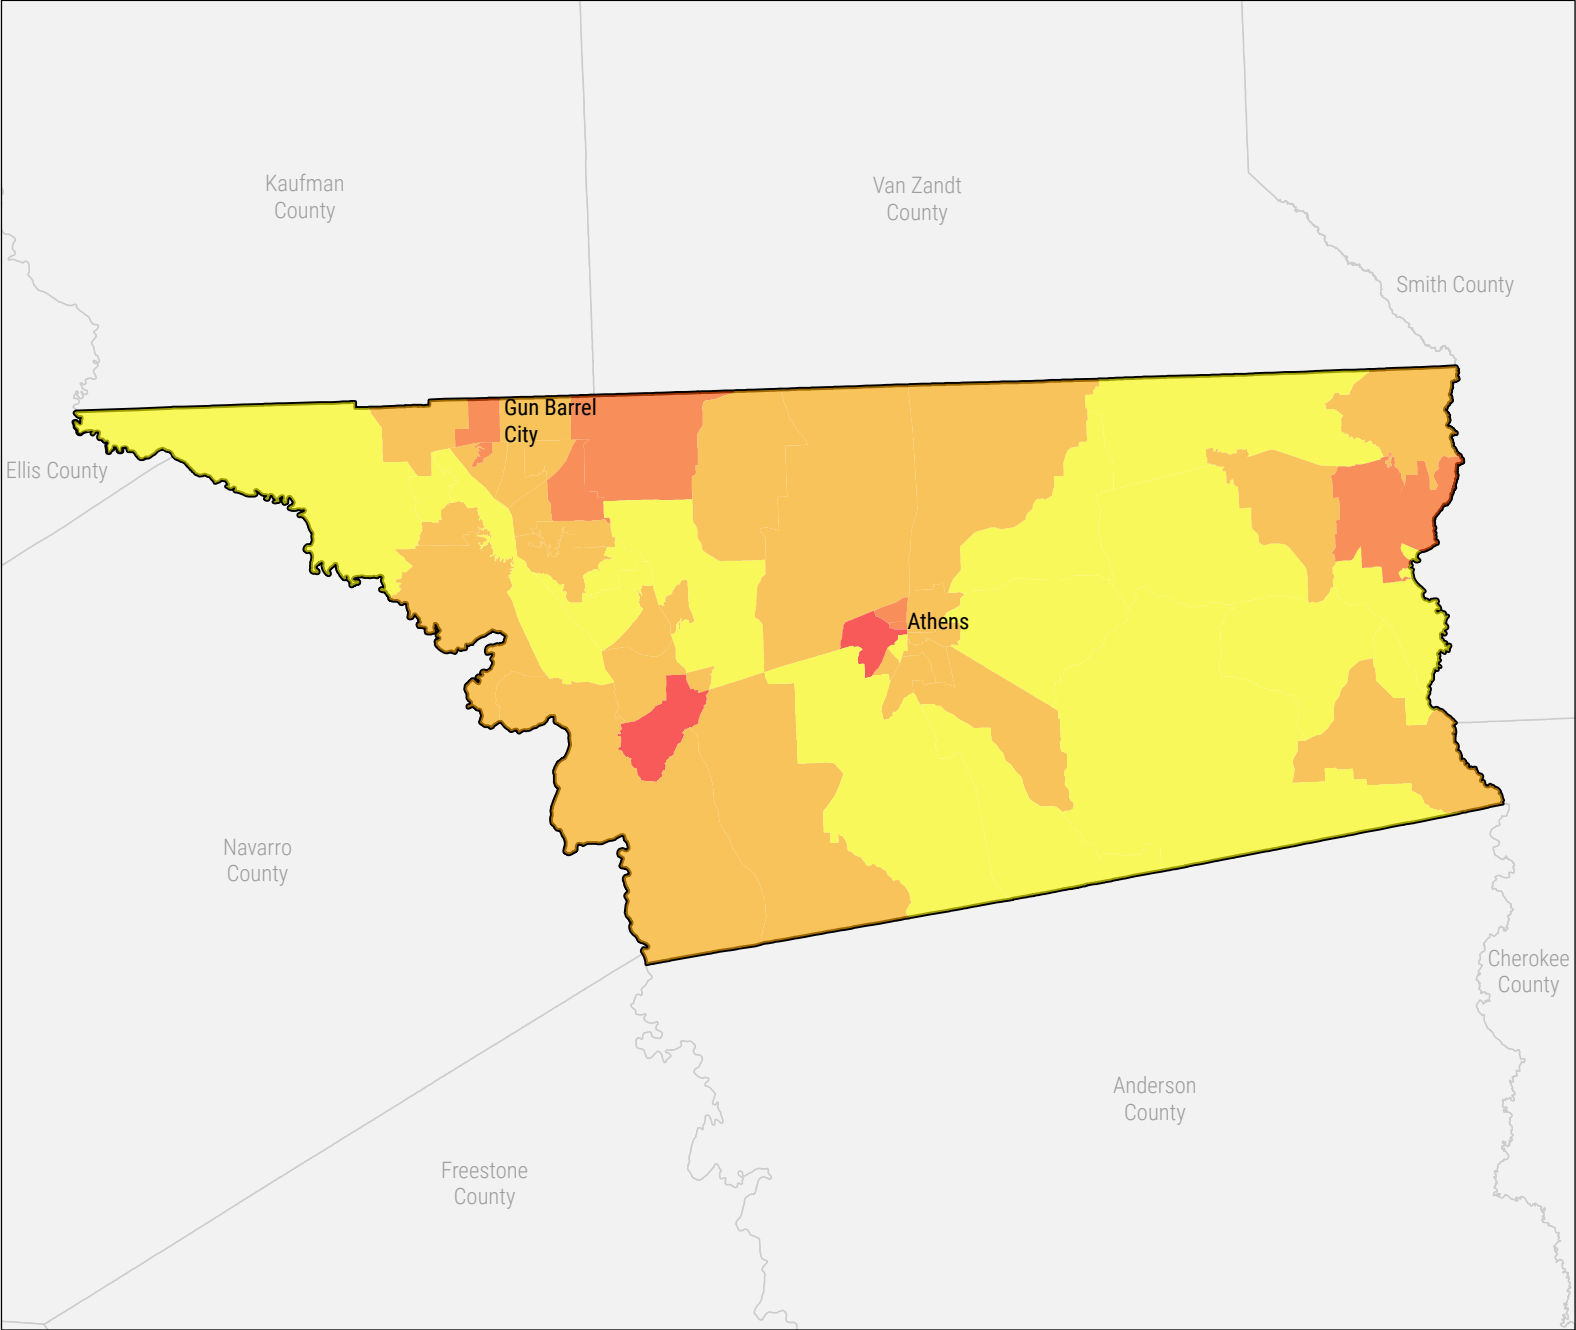 Kaufman
County
Van Zandt
County
Smith County
Gun Barrel
City
Ellis County
Athens
Navarro
County
Cherokee
County
Anderson
County
Freestone
County